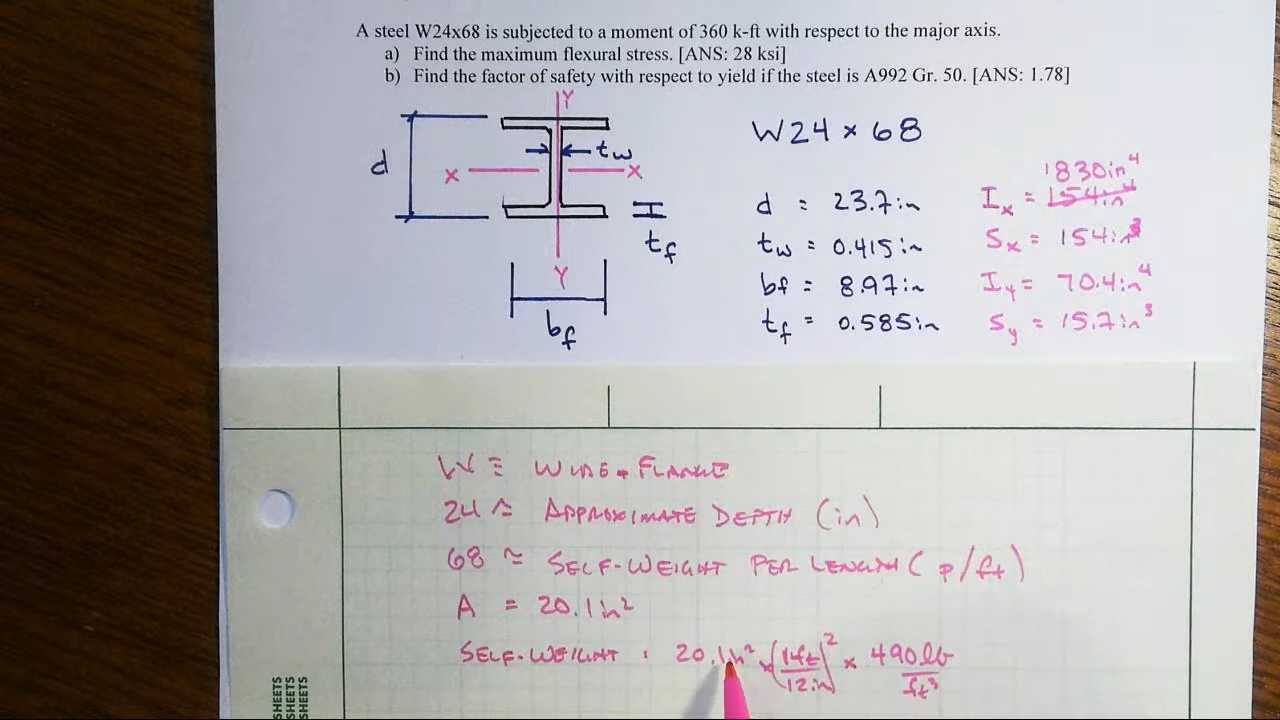 A steel W24x68 is subjected to a moment of 360 k-ft with respect to the major axis.
a) Find the maximum flexural stress. [ANS: 28 ksi]
b) Find the factor of safety with respect to yield if the steel is A992 Gr. 50. [ANS: 1.78]
Y
d
tw
x
x
tf
Y
bf
W24 × 68
d = 23.7in
tw = 0.415in
bf = 8.97in
tf = 0.585in
1830in⁴
Ix = 154in⁴
Sx = 154in³
Iy = 70.4in⁴
Sy = 15.7in³
W ≡ WIDE-FLANGE
24 ≈ APPROXIMATE DEPTH (in)
68 ≈ SELF-WEIGHT PER LENGTH (p/ft)
A = 20.1in²
SELF-WEIGHT : 20.1in² × (1ft/12in)² × 490lb/ft³
SHEETS
SHEETS
SHEETS